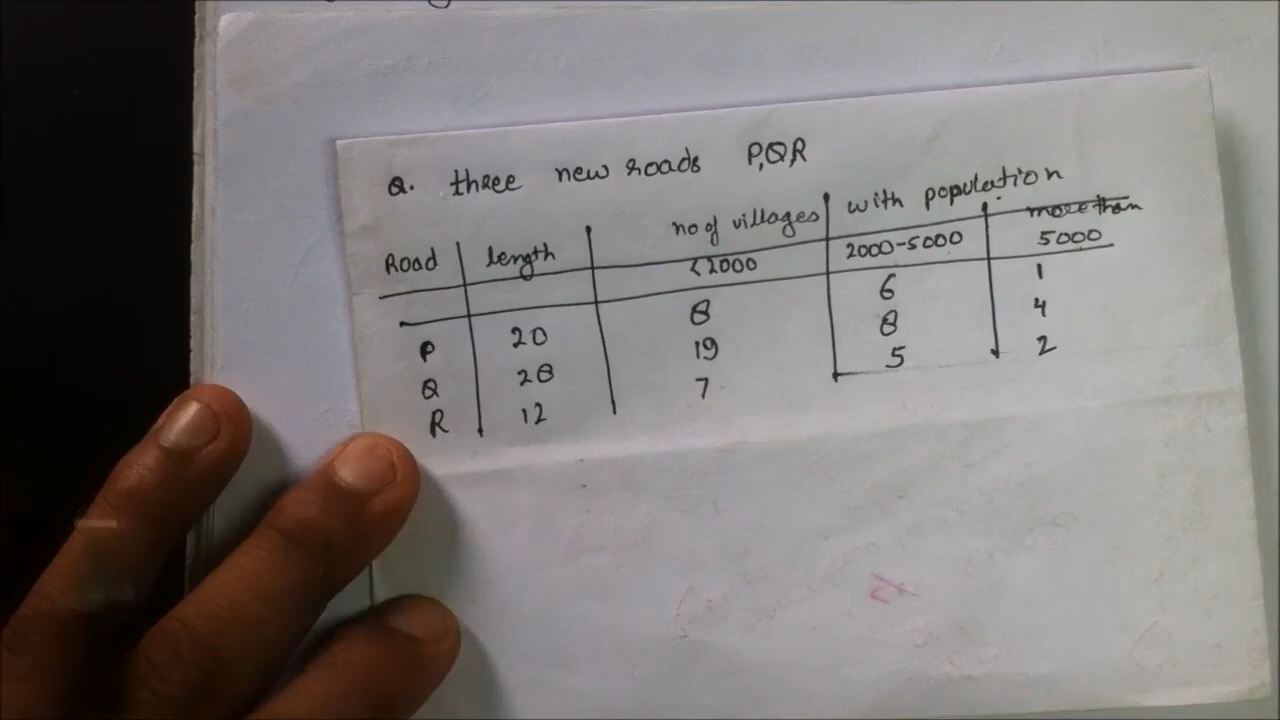 Q. three new roads P,Q,R
Road length no of villages with population
<2000 2000-5000 more than 5000
P 20 8 6 1
Q 28 19 8 4
R 12 7 5 2